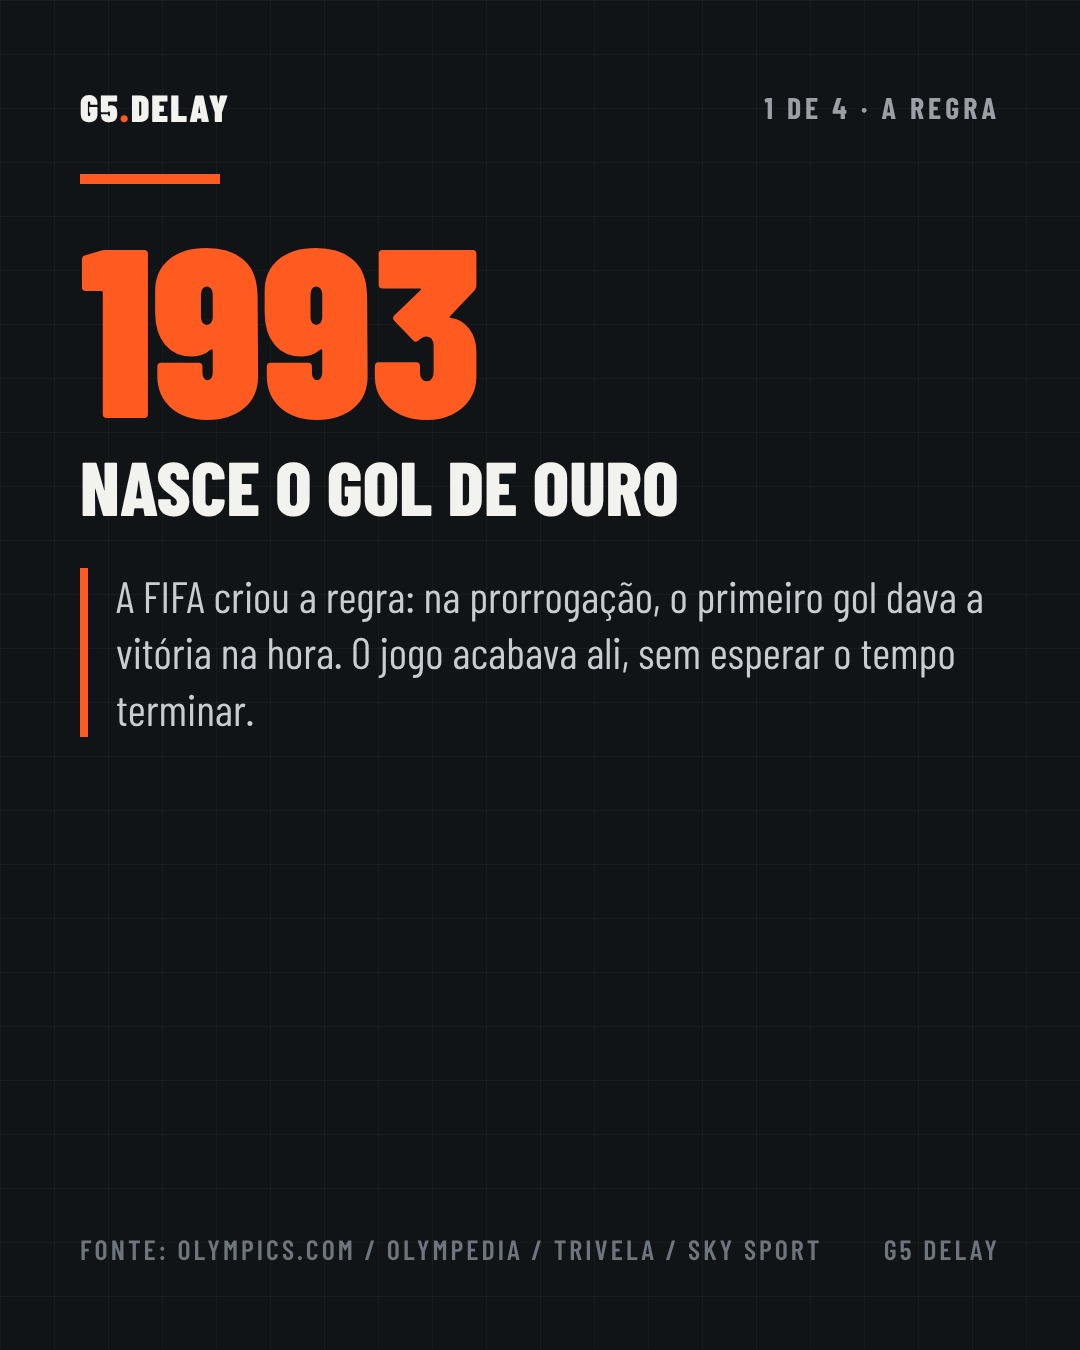 G5.DELAY
1 DE 4 · A REGRA
1993
NASCE O GOL DE OURO
A FIFA criou a regra: na prorrogação, o primeiro gol dava a
vitória na hora. O jogo acabava ali, sem esperar o tempo
terminar.
FONTE: OLYMPICS.COM / OLYMPEDIA / TRIVELA / SKY SPORT
G5 DELAY